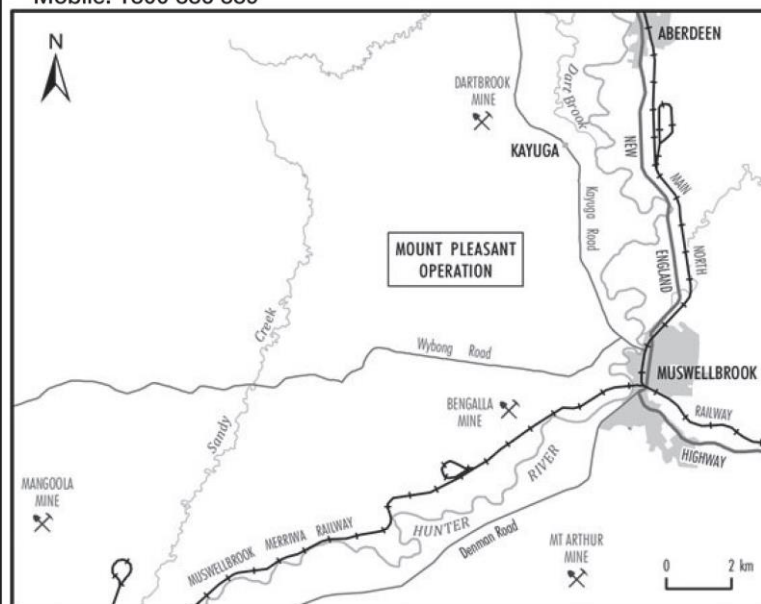 Mobile: 1800
N
ABERDEEN
DARTBROOK
MINE
Dart Brook
KAYUGA
NEW
MAIN
Kayuga Road
MOUNT PLEASANT
OPERATION
ENGLAND
NORTH
Creek
Wybong Road
MUSWELLBROOK
BENGALLA
MINE
RAILWAY
Sandy
HIGHWAY
RIVER
MANGOOLA
MINE
HUNTER
MUSWELLBROOK MERRIWA RAILWAY
Denman Road
MT ARTHUR
MINE
0 2 km